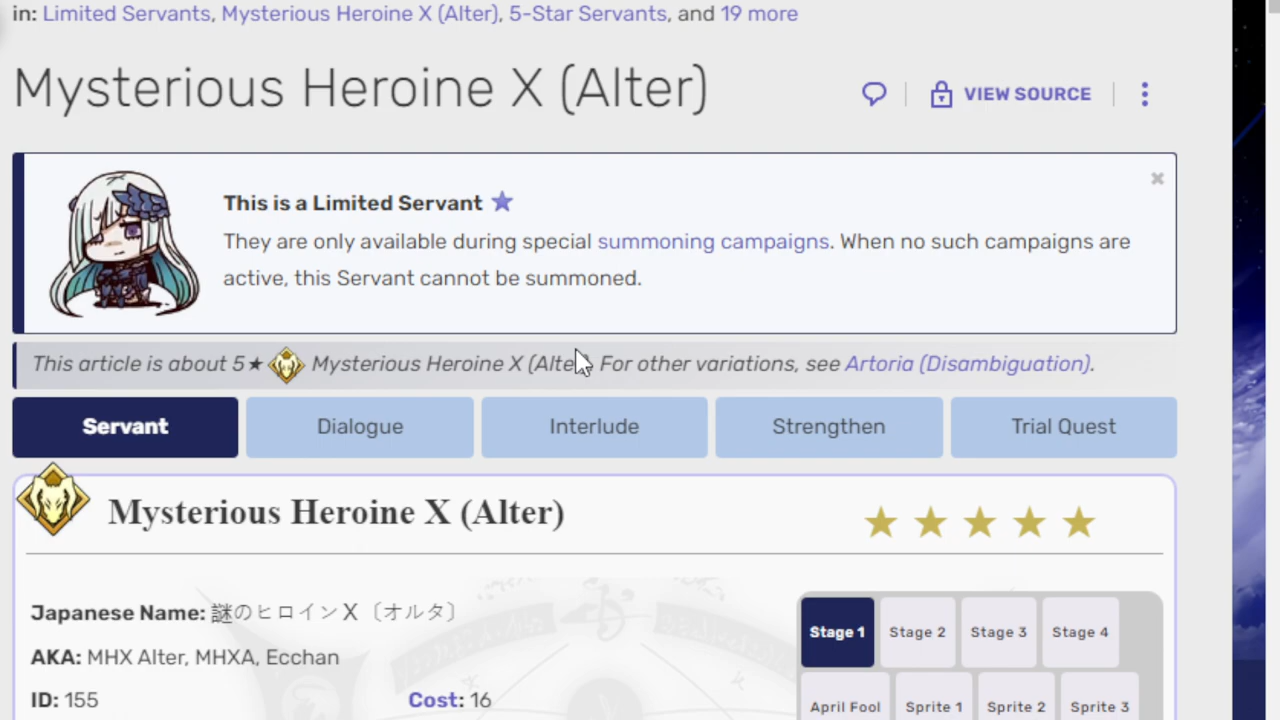 in: Limited Servants, Mysterious Heroine X (Alter), 5-Star Servants, and 19 more
Mysterious Heroine X (Alter)
VIEW SOURCE
This is a Limited Servant
They are only available during special summoning campaigns. When no such campaigns are
active, this Servant cannot be summoned.
This article is about 5★ Mysterious Heroine X (Alter). For other variations, see Artoria (Disambiguation).
Servant Dialogue Interlude Strengthen Trial Quest
Mysterious Heroine X (Alter)
Japanese Name: 謎のヒロインX〔オルタ〕
AKA: MHX Alter, MHXA, Ecchan
ID: 155 Cost: 16
Stage 1 Stage 2 Stage 3 Stage 4
April Fool Sprite 1 Sprite 2 Sprite 3